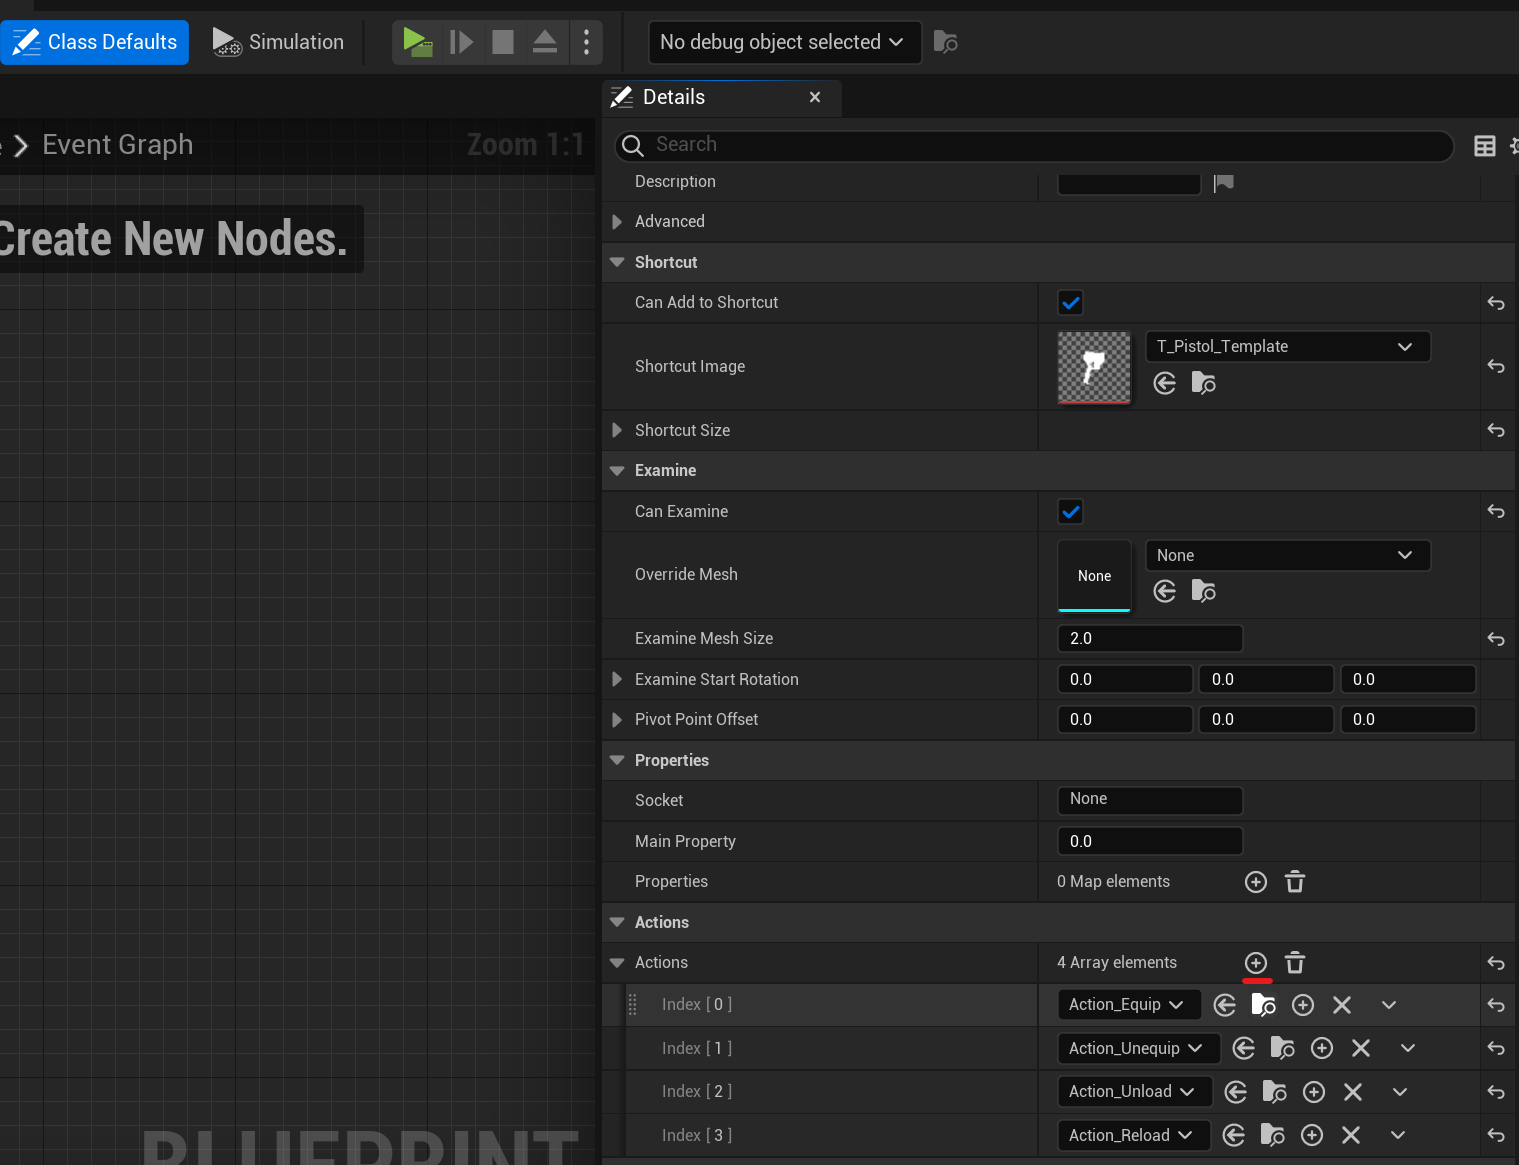 Class Defaults
Simulation
No debug object selected
Details
Event Graph
Zoom 1:1
Search
Create New Nodes.
Description
Advanced
Shortcut
Can Add to Shortcut
Shortcut Image
T_Pistol_Template
Shortcut Size
Examine
Can Examine
Override Mesh
None
None
Examine Mesh Size
2.0
Examine Start Rotation
0.0 0.0 0.0
Pivot Point Offset
0.0 0.0 0.0
Properties
Socket
None
Main Property
0.0
Properties
0 Map elements
Actions
Actions
4 Array elements
Index [ 0 ]
Action_Equip
Index [ 1 ]
Action_Unequip
Index [ 2 ]
Action_Unload
Index [ 3 ]
Action_Reload
BLUEPRINT